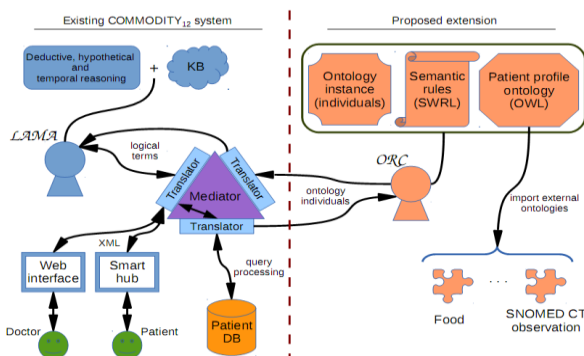 Existing COMMODITY12 system
Proposed extension
Deductive, hypothetical
and
temporal reasoning
+
KB
Ontology
instance
(individuals)
Semantic
rules
(SWRL)
Patient profile
ontology
(OWL)
LAMA
logical
terms
Translator
Mediator
Translator
Translator
ORC
ontology
individuals
import external
ontologies
XML
query
processing
Web
interface
Smart
hub
Doctor
Patient
Patient
DB
Food
...
SNOMED CT
observation